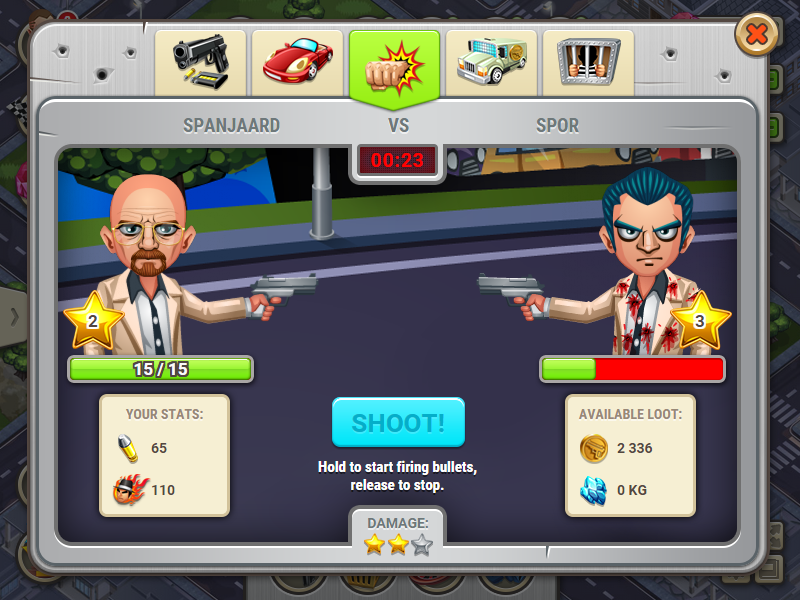 SPANJAARD
VS
SPOR
00:23
2
3
15 / 15
YOUR STATS:
65
110
SHOOT!
Hold to start firing bullets,
release to stop.
AVAILABLE LOOT:
2 336
0 KG
DAMAGE: